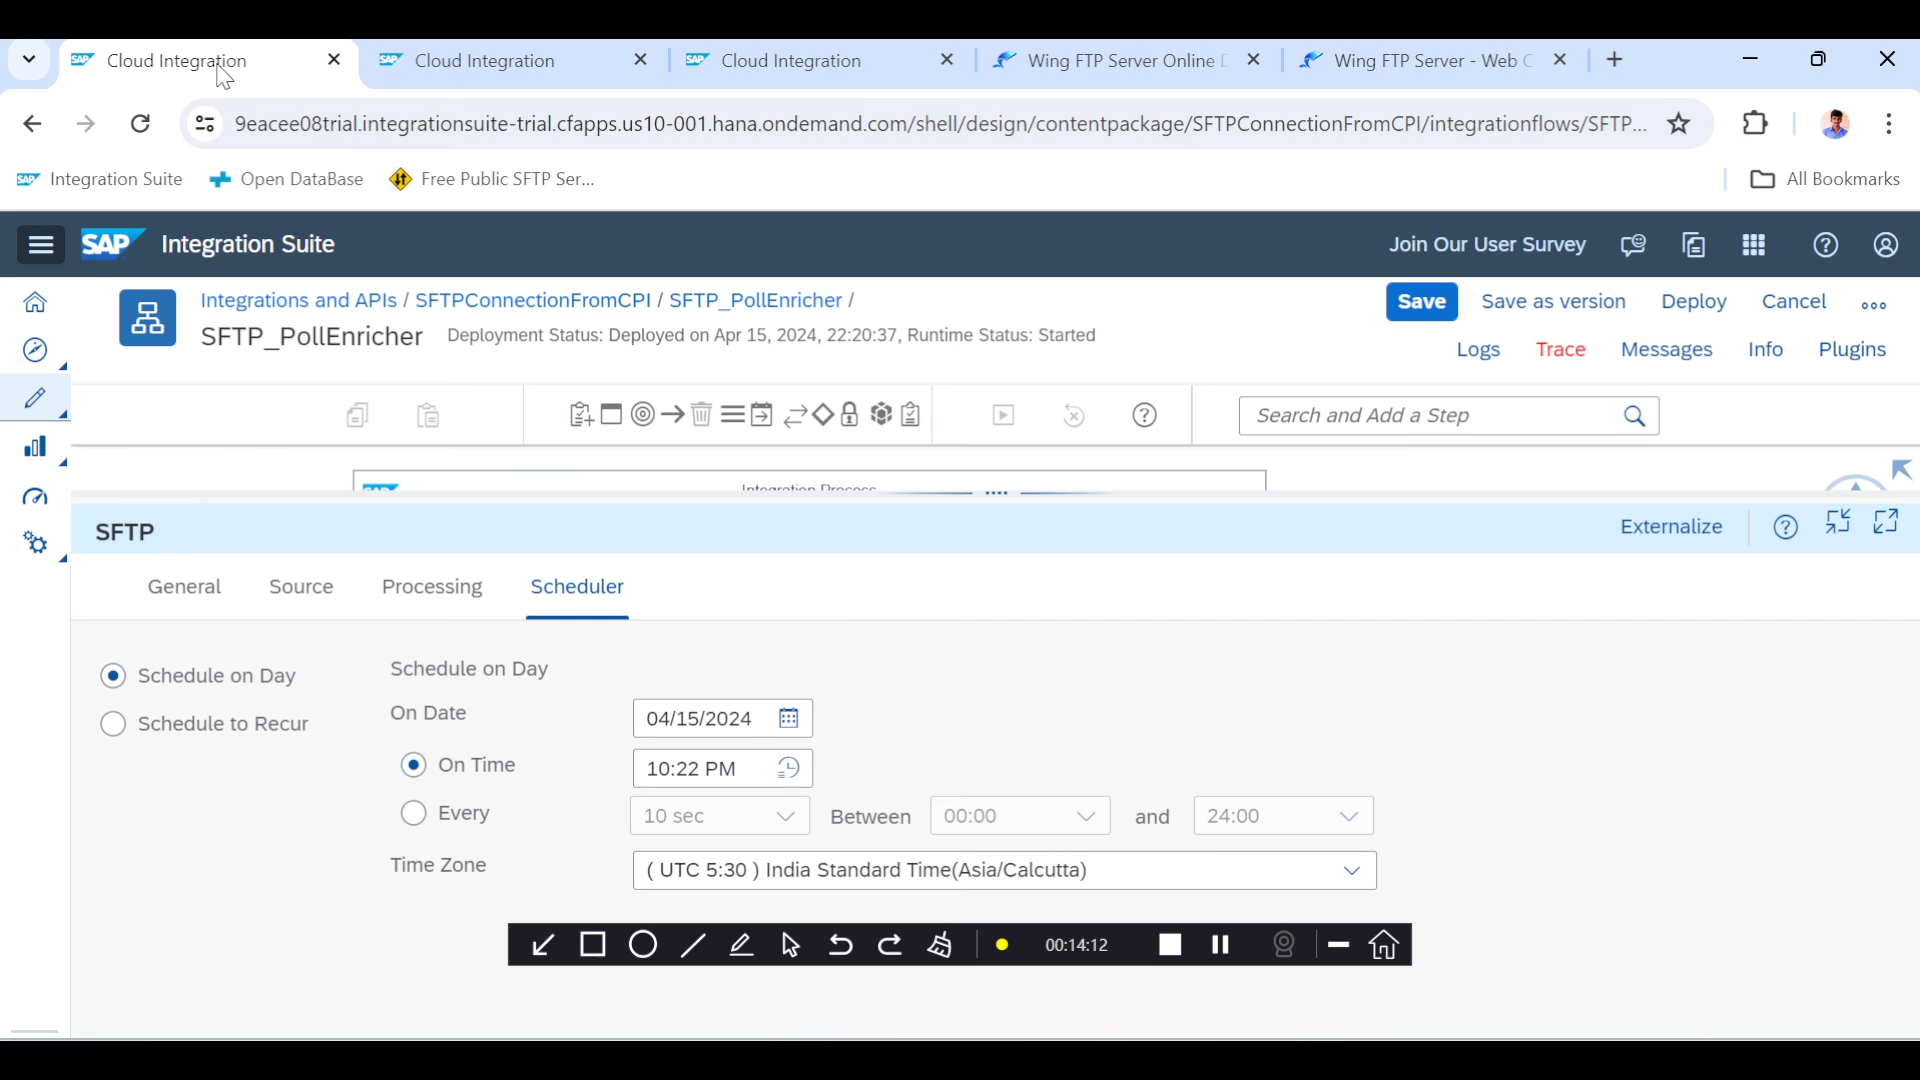 Cloud Integration
Cloud Integration
Cloud Integration
Wing FTP Server Online
Wing FTP Server - Web C
9eacee08trial.integrationsuite-trial.cfapps.us10-001.hana.ondemand.com/shell/design/contentpackage/SFTPConnectionFromCPI/integrationflows/SFTP...
SAP Integration Suite
Open DataBase
Free Public SFTP Ser...
All Bookmarks
SAP Integration Suite
Join Our User Survey
Integrations and APIs / SFTPConnectionFromCPI / SFTP_PollEnricher /
Save Save as version Deploy Cancel
SFTP_PollEnricher Deployment Status: Deployed on Apr 15, 2024, 22:20:37, Runtime Status: Started
Logs Trace Messages Info Plugins
Search and Add a Step
Integration Process
SFTP
Externalize
General Source Processing Scheduler
Schedule on Day
Schedule to Recur
Schedule on Day
On Date 04/15/2024
On Time 10:22 PM
Every 10 sec Between 00:00 and 24:00
Time Zone ( UTC 5:30 ) India Standard Time(Asia/Calcutta)
00:14:12